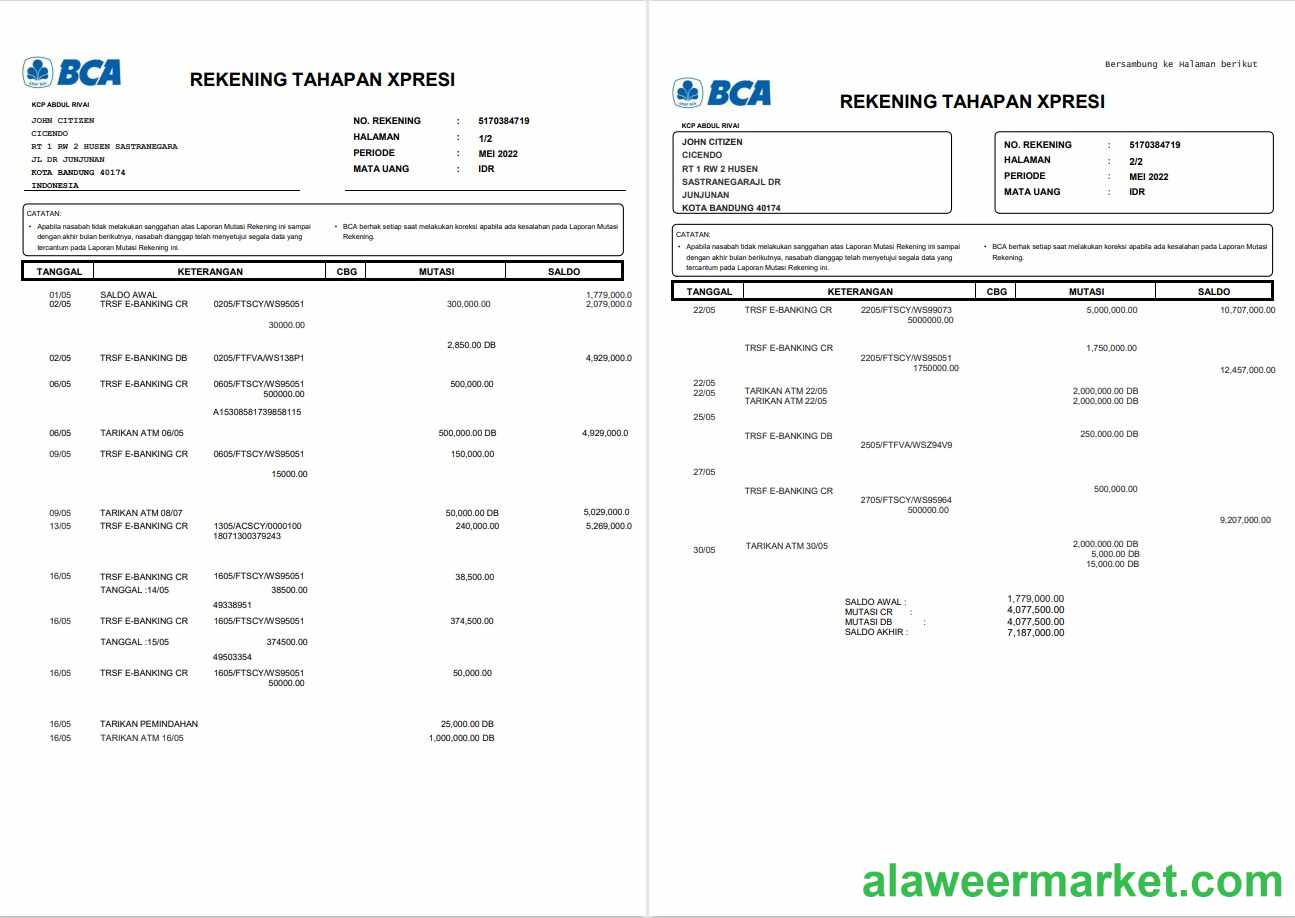 BCA
REKENING TAHAPAN XPRESI
KCP ABDUL RIVAI
JOHN CITIZEN
CICENDO
RT 1 RW 2 HUSEN SASTRANEGARA
JL DR JUNJUNAN
KOTA BANDUNG 40174
INDONESIA
NO. REKENING : 5170384719
HALAMAN : 1/2
PERIODE : MEI 2022
MATA UANG : IDR
CATATAN:
• Apabila nasabah tidak melakukan sanggahan atas Laporan Mutasi Rekening ini sampai
dengan akhir bulan berikutnya, nasabah dianggap telah menyetujui segala data yang
tercantum pada Laporan Mutasi Rekening ini.
• BCA berhak setiap saat melakukan koreksi apabila ada kesalahan pada Laporan Mutasi
Rekening.
TANGGAL KETERANGAN CBG MUTASI SALDO
01/05 SALDO AWAL 1,779,000.0
02/05 TRSF E-BANKING CR 0205/FTSCY/WS95051 300,000.00 2,079,000.0
30000.00
2,850.00 DB
02/05 TRSF E-BANKING DB 0205/FTFVA/WS138P1 4,929,000.0
06/05 TRSF E-BANKING CR 0605/FTSCY/WS95051 500,000.00
500000.00
A15308581739858115
06/05 TARIKAN ATM 06/05 500,000.00 DB 4,929,000.0
09/05 TRSF E-BANKING CR 0605/FTSCY/WS95051 150,000.00
15000.00
09/05 TARIKAN ATM 08/07 50,000.00 DB 5,029,000.0
13/05 TRSF E-BANKING CR 1305/ACSCY/0000100 240,000.00 5,269,000.0
18071300379243
16/05 TRSF E-BANKING CR 1605/FTSCY/WS95051 38,500.00
TANGGAL :14/05 38500.00
49338951
16/05 TRSF E-BANKING CR 1605/FTSCY/WS95051 374,500.00
TANGGAL :15/05 374500.00
49503354
16/05 TRSF E-BANKING CR 1605/FTSCY/WS95051 50,000.00
50000.00
16/05 TARIKAN PEMINDAHAN 25,000.00 DB
16/05 TARIKAN ATM 16/05 1,000,000.00 DB
Bersambung ke Halaman berikut
BCA
REKENING TAHAPAN XPRESI
KCP ABDUL RIVAI
JOHN CITIZEN
CICENDO
RT 1 RW 2 HUSEN
SASTRANEGARAJL DR
JUNJUNAN
KOTA BANDUNG 40174
NO. REKENING : 5170384719
HALAMAN : 2/2
PERIODE : MEI 2022
MATA UANG : IDR
CATATAN:
• Apabila nasabah tidak melakukan sanggahan atas Laporan Mutasi Rekening ini sampai
dengan akhir bulan berikutnya, nasabah dianggap telah menyetujui segala data yang
tercantum pada Laporan Mutasi Rekening ini.
• BCA berhak setiap saat melakukan koreksi apabila ada kesalahan pada Laporan Mutasi
Rekening.
TANGGAL KETERANGAN CBG MUTASI SALDO
22/05 TRSF E-BANKING CR 2205/FTSCY/WS99073 5,000,000.00 10,707,000.00
5000000.00
TRSF E-BANKING CR 1,750,000.00
2205/FTSCY/WS95051
1750000.00 12,457,000.00
22/05
22/05 TARIKAN ATM 22/05 2,000,000.00 DB
TARIKAN ATM 22/05 2,000,000.00 DB
25/05
TRSF E-BANKING DB 250,000.00 DB
2505/FTFVA/WSZ94V9
27/05
TRSF E-BANKING CR 500,000.00
2705/FTSCY/WS95964
500000.00
9,207,000.00
30/05 TARIKAN ATM 30/05 2,000.000.00 DB
5,000.00 DB
15,000.00 DB
SALDO AWAL : 1,779,000.00
MUTASI CR : 4,077,500.00
MUTASI DB : 4,077,500.00
SALDO AKHIR : 7,187,000.00
alaweermarket.com